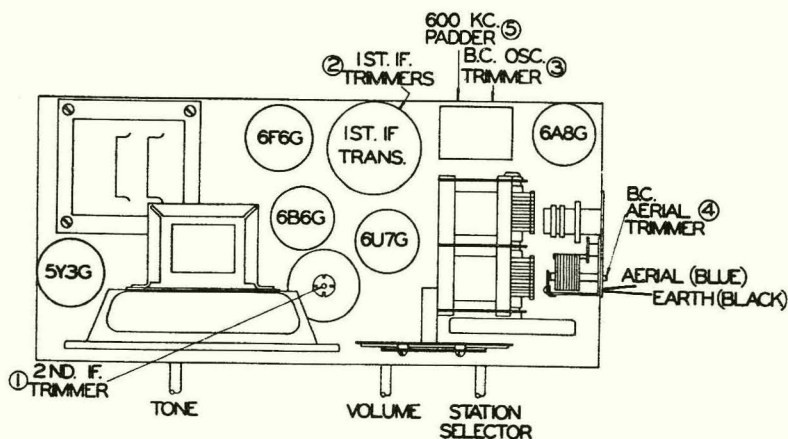 600 KC.
PADDER ⑤
② 1ST. IF.
TRIMMERS
B.C. OSC.
TRIMMER ③
6F6G
1ST. IF
TRANS.
6A8G
6B6G
6U7G
B.C.
AERIAL ④
TRIMMER
5Y3G
AERIAL (BLUE)
EARTH (BLACK)
① 2ND. IF.
TRIMMER
TONE
VOLUME
STATION
SELECTOR